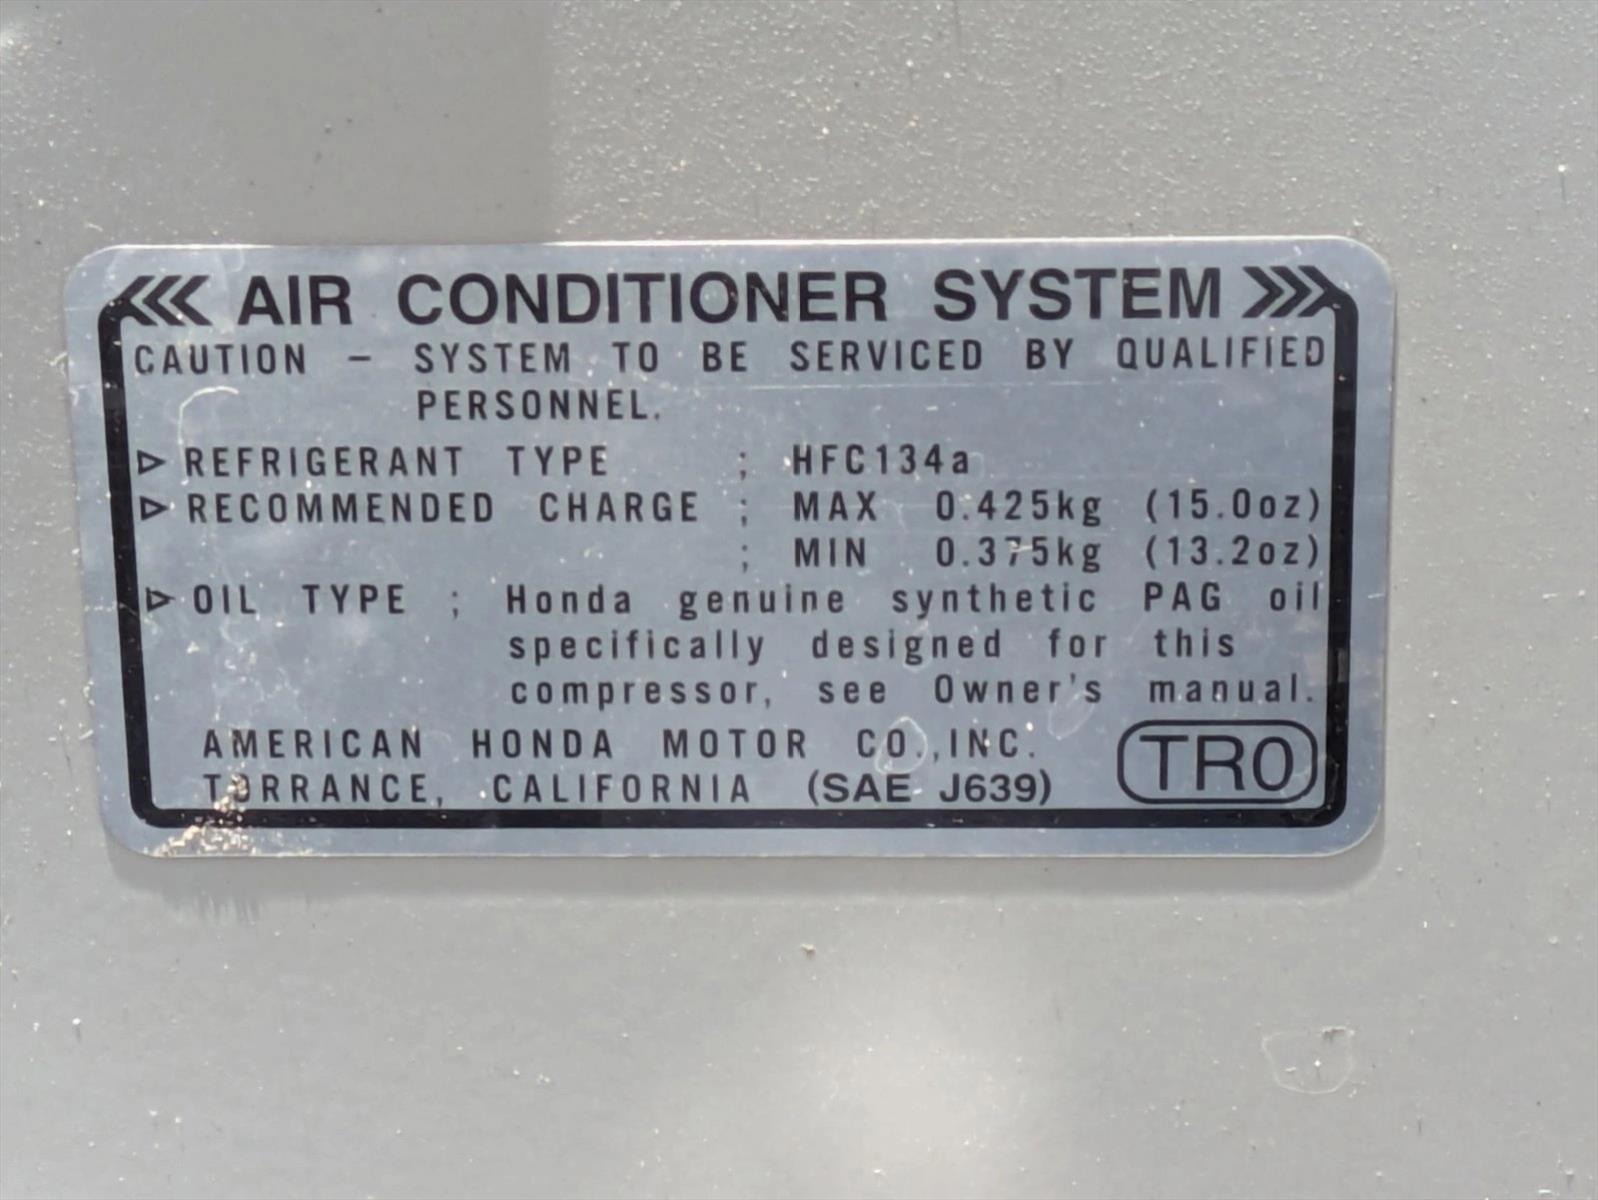 AIR CONDITIONER SYSTEM
CAUTION – SYSTEM TO BE SERVICED BY QUALIFIED
PERSONNEL.
▷ REFRIGERANT TYPE ; HFC134a
▷ RECOMMENDED CHARGE ; MAX 0.425kg (15.0oz)
; MIN 0.375kg (13.2oz)
▷ OIL TYPE ; Honda genuine synthetic PAG oil
specifically designed for this
compressor, see Owner's manual.
AMERICAN HONDA MOTOR CO.,INC.
TORRANCE, CALIFORNIA (SAE J639)
TR0